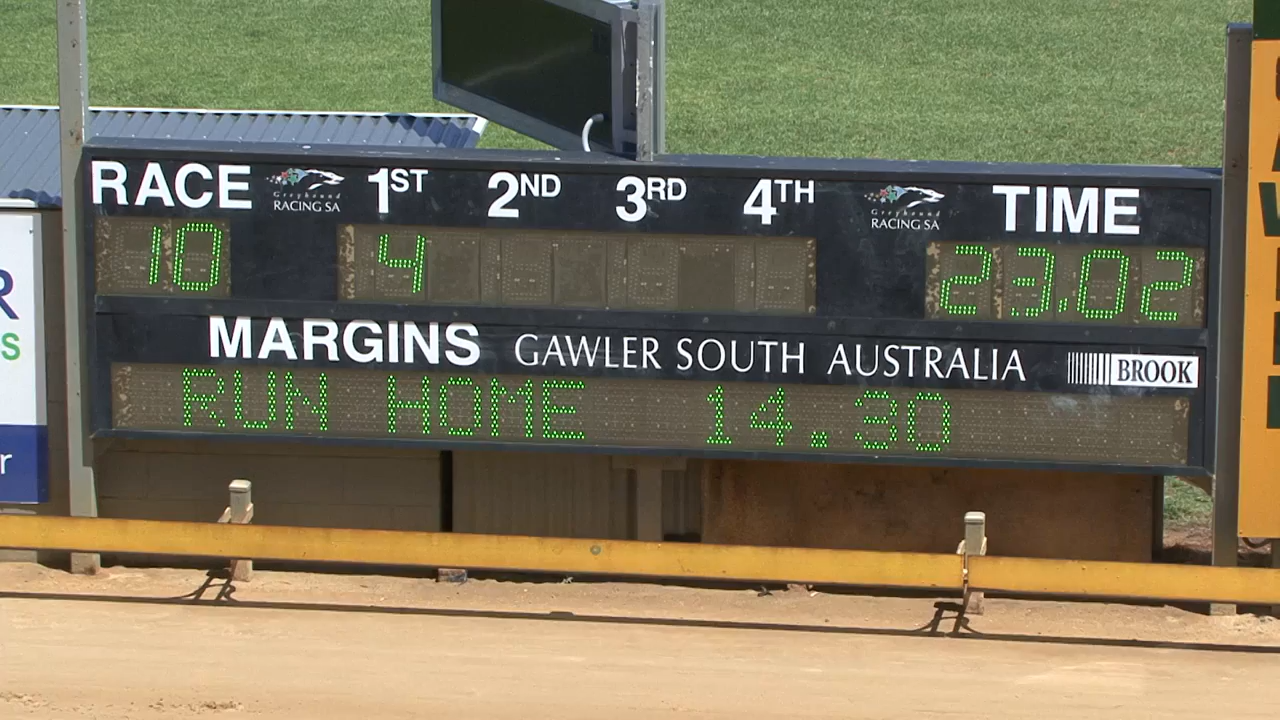 RACE Greyhound RACING SA 1ST 2ND 3RD 4TH Greyhound RACING SA TIME
10 4 23.02
MARGINS GAWLER SOUTH AUSTRALIA BROOK
RUN HOME 14.30